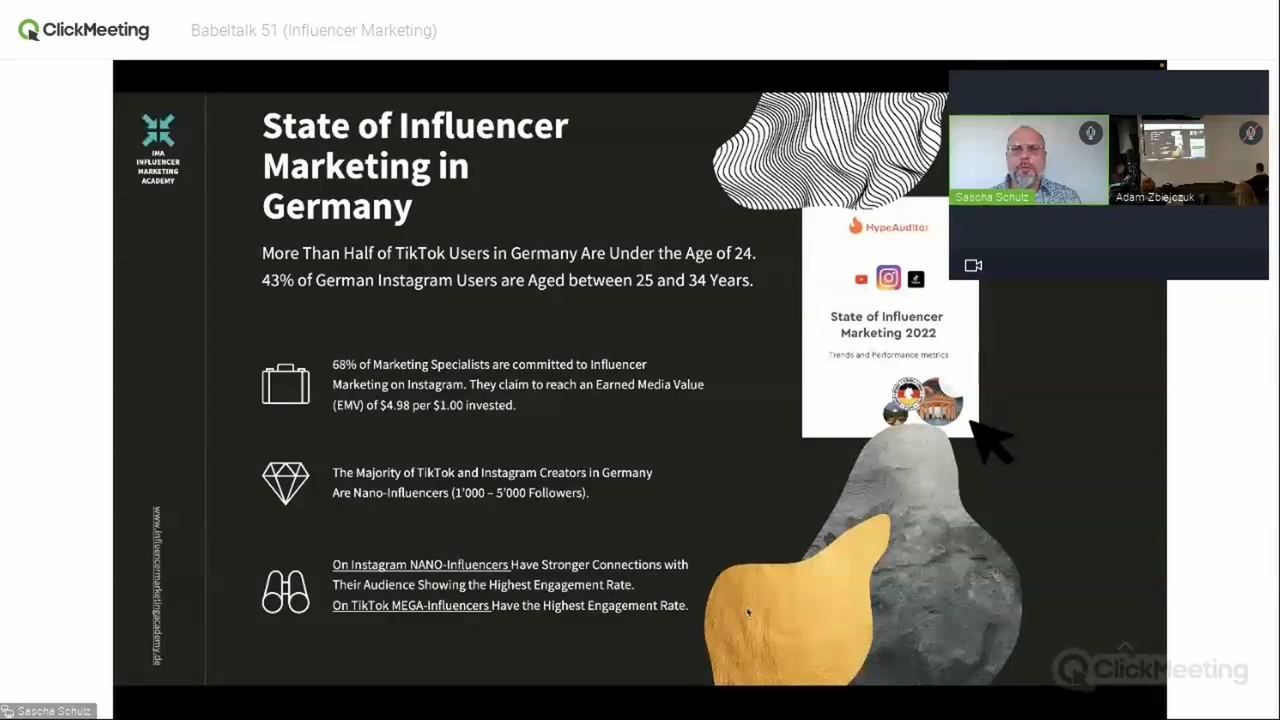 ClickMeeting
Babeltalk 51 (Influencer Marketing)
IMA
INFLUENCER
MARKETING
ACADEMY
www.influencermarketingacademy.de
State of Influencer
Marketing in
Germany
More Than Half of TikTok Users in Germany Are Under the Age of 24.
43% of German Instagram Users are Aged between 25 and 34 Years.
68% of Marketing Specialists are committed to Influencer
Marketing on Instagram. They claim to reach an Earned Media Value
(EMV) of $4.98 per $1.00 invested.
The Majority of TikTok and Instagram Creators in Germany
Are Nano-Influencers (1'000 – 5'000 Followers).
On Instagram NANO-Influencers Have Stronger Connections with
Their Audience Showing the Highest Engagement Rate.
On TikTok MEGA-Influencers Have the Highest Engagement Rate.
HypeAuditor
State of Influencer
Marketing 2022
Trends and Performance metrics
Sascha Schulz
Adam Zbiejczuk
ClickMeeting
Sascha Schulz